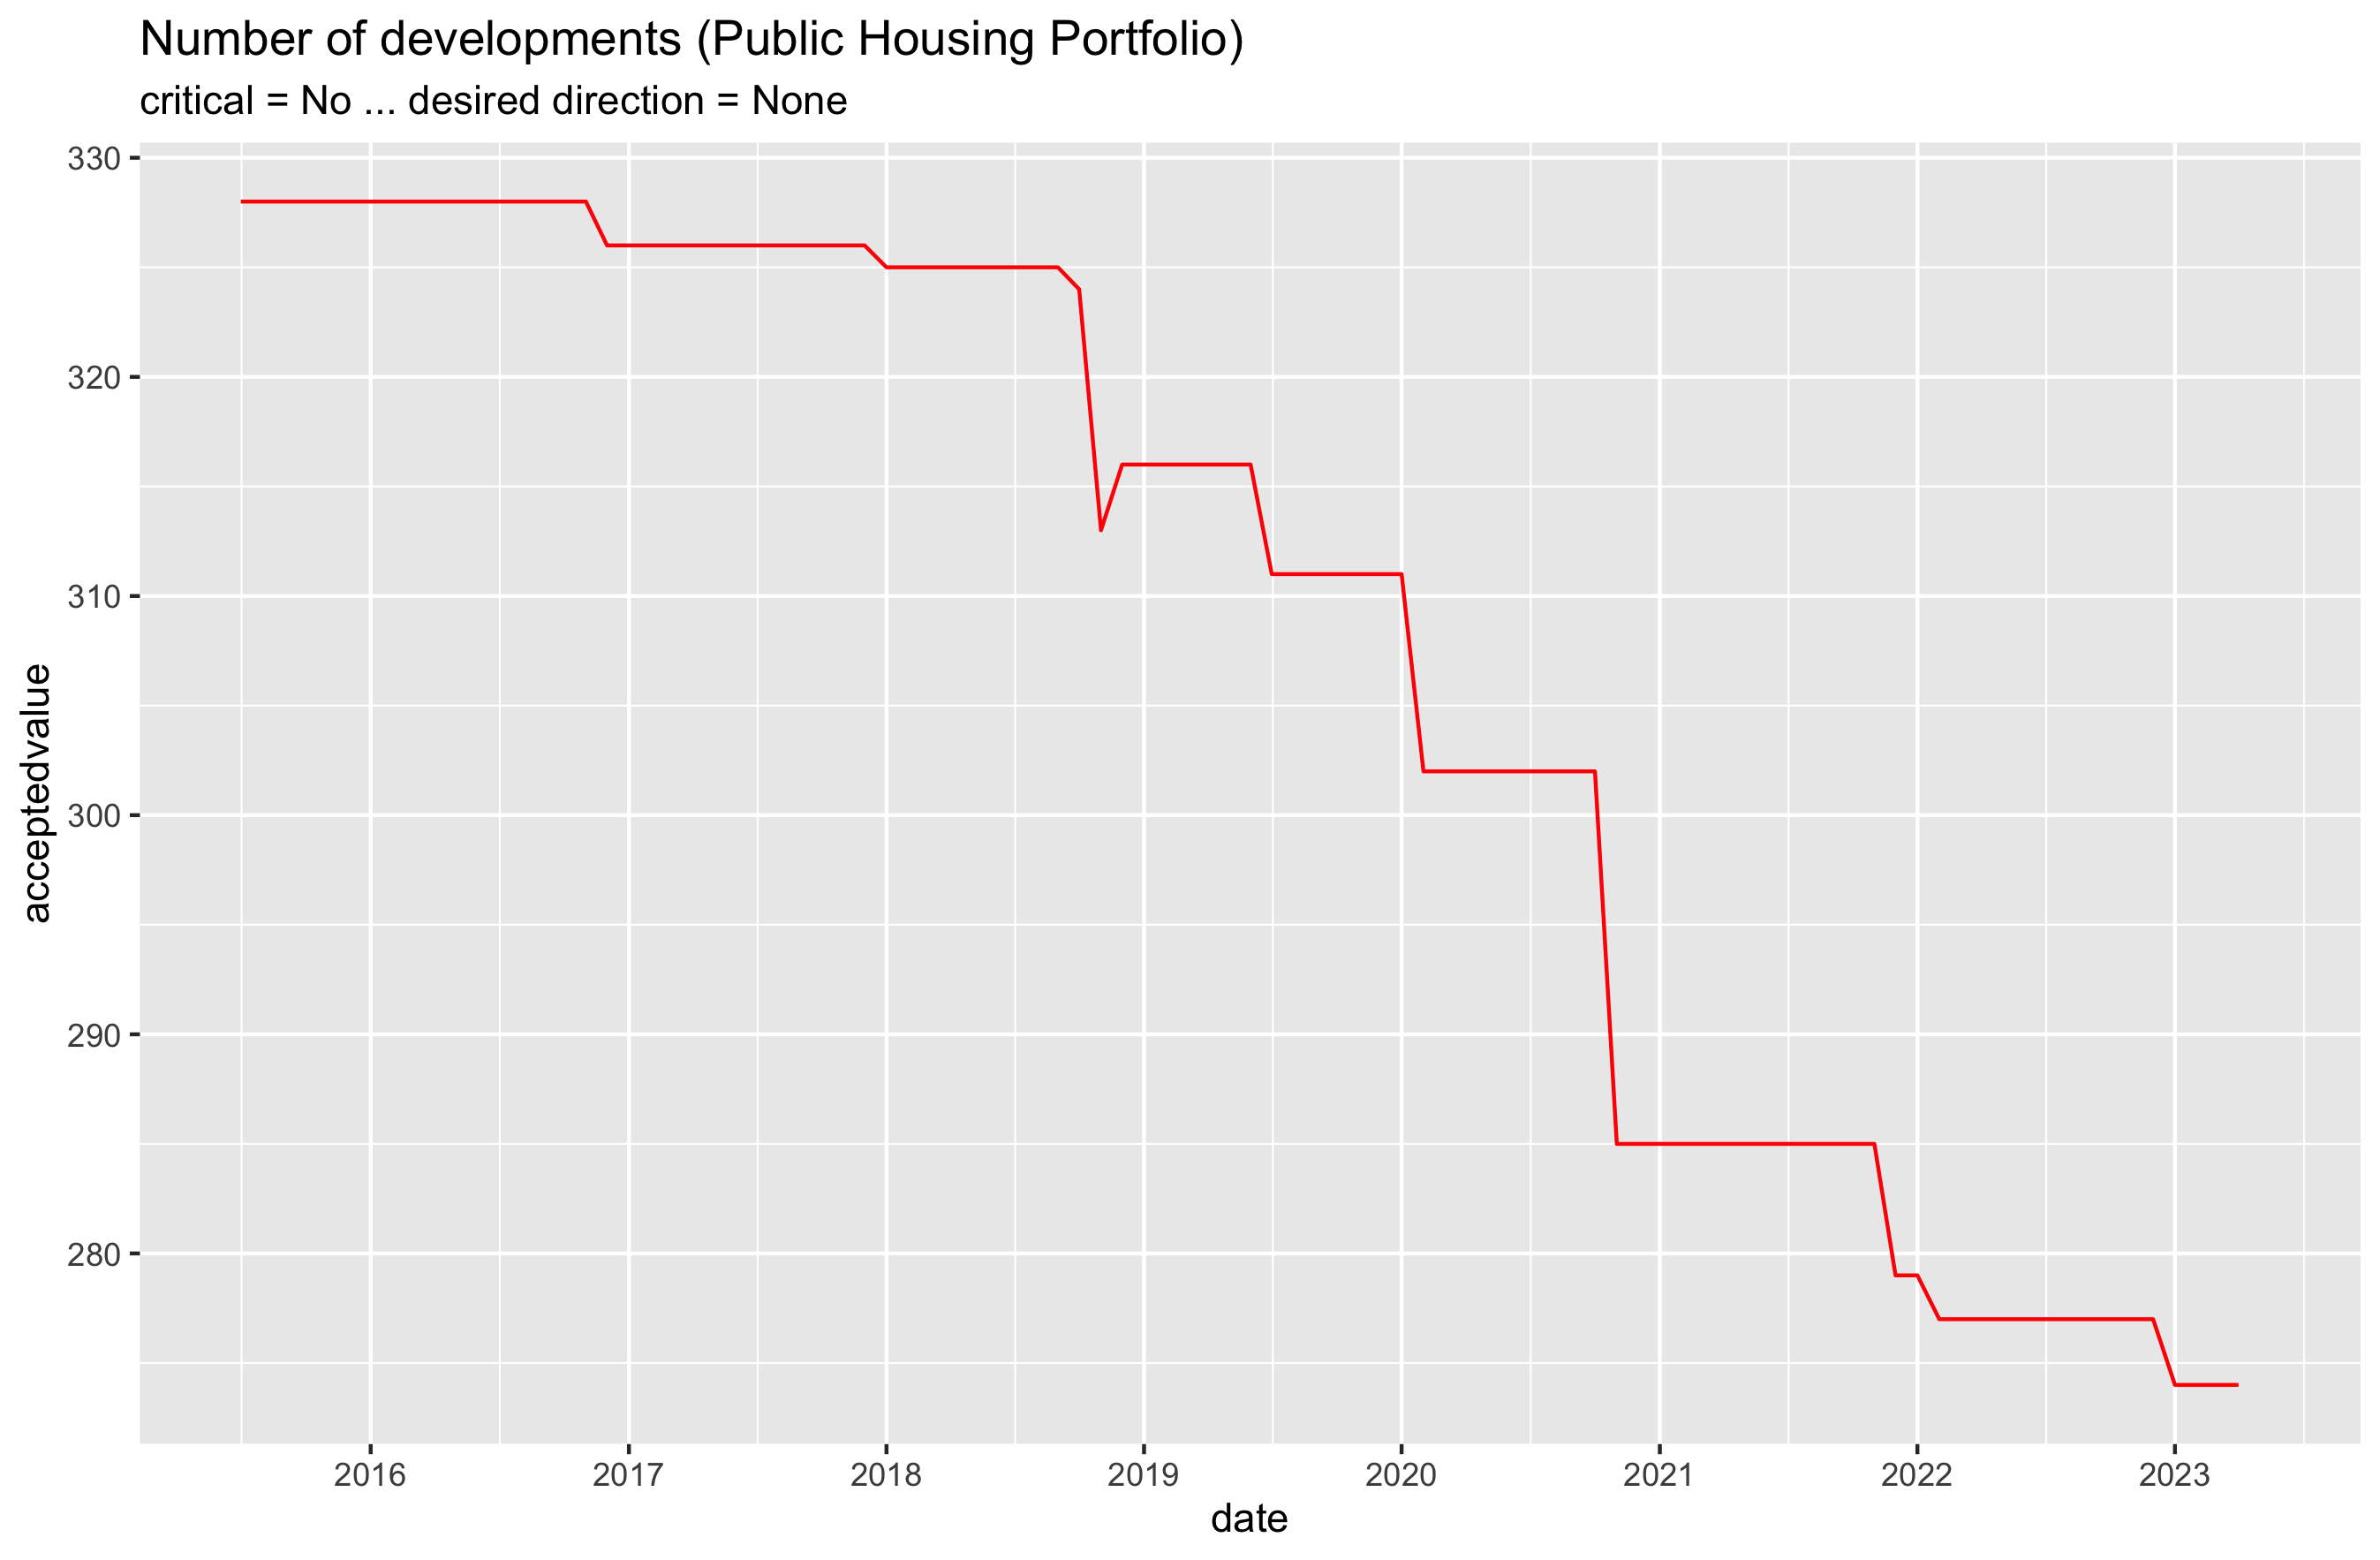 Number of developments (Public Housing Portfolio)
critical = No ... desired direction = None
acceptedvalue
330
320
310
300
290
280
2016 2017 2018 2019 2020 2021 2022 2023
date